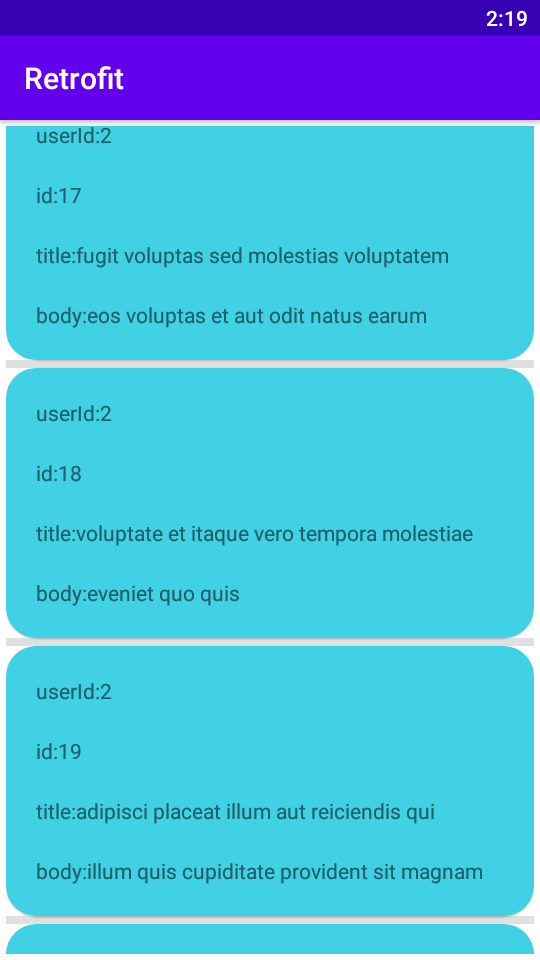 2:19
Retrofit
userId:2
id:17
title:fugit voluptas sed molestias voluptatem
body:eos voluptas et aut odit natus earum
userId:2
id:18
title:voluptate et itaque vero tempora molestiae
body:eveniet quo quis
userId:2
id:19
title:adipisci placeat illum aut reiciendis qui
body:illum quis cupiditate provident sit magnam